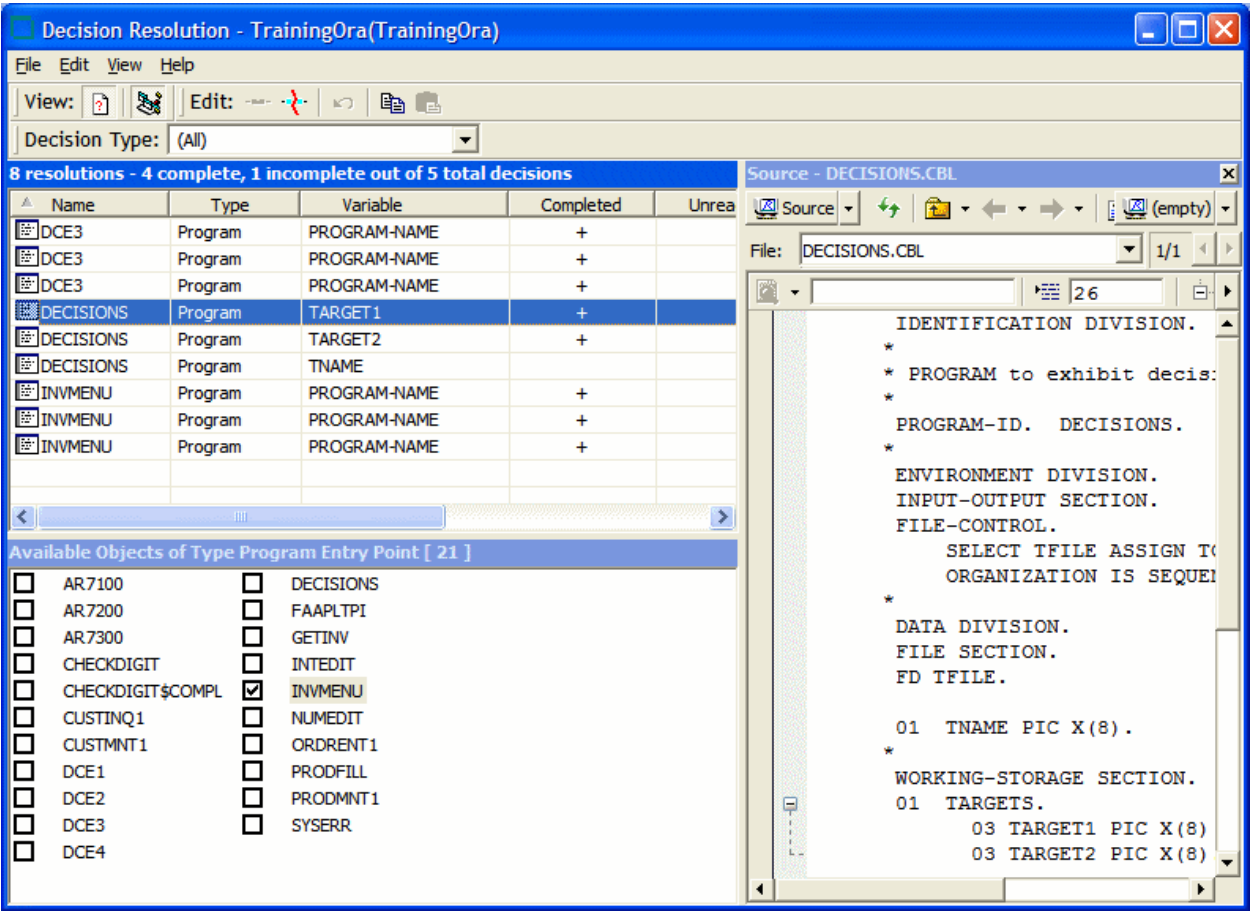 Decision Resolution - TrainingOra(TrainingOra)
File Edit View Help
View: Edit:
Decision Type: (All)
8 resolutions - 4 complete, 1 incomplete out of 5 total decisions
Name Type Variable Completed Unrea
DCE3 Program PROGRAM-NAME +
DCE3 Program PROGRAM-NAME +
DCE3 Program PROGRAM-NAME +
DECISIONS Program TARGET1 +
DECISIONS Program TARGET2 +
DECISIONS Program TNAME
INVMENU Program PROGRAM-NAME +
INVMENU Program PROGRAM-NAME +
INVMENU Program PROGRAM-NAME +
Available Objects of Type Program Entry Point [ 21 ]
AR7100 DECISIONS
AR7200 FAAPLTPI
AR7300 GETINV
CHECKDIGIT INTEDIT
CHECKDIGIT$COMPL INVMENU
CUSTINQ1 NUMEDIT
CUSTMNT1 ORDRENT1
DCE1 PRODFILL
DCE2 PRODMNT1
DCE3 SYSERR
DCE4
Source - DECISIONS.CBL
Source (empty)
File: DECISIONS.CBL 1/1
26
IDENTIFICATION DIVISION.
*
* PROGRAM to exhibit decis
*
PROGRAM-ID. DECISIONS.
*
ENVIRONMENT DIVISION.
INPUT-OUTPUT SECTION.
FILE-CONTROL.
SELECT TFILE ASSIGN TO
ORGANIZATION IS SEQUEN
*
DATA DIVISION.
FILE SECTION.
FD TFILE.
01 TNAME PIC X(8).
*
WORKING-STORAGE SECTION.
01 TARGETS.
03 TARGET1 PIC X(8)
03 TARGET2 PIC X(8)